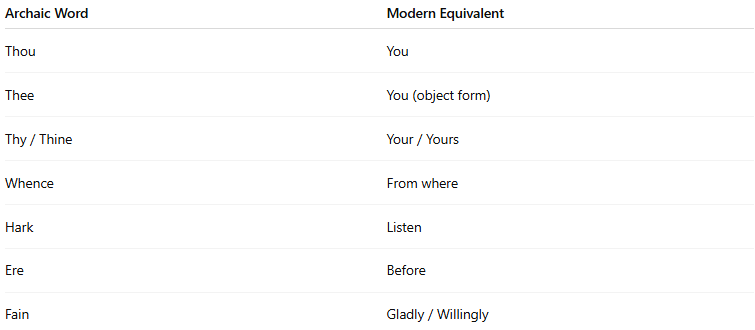 Archaic Word Modern Equivalent
Thou You
Thee You (object form)
Thy / Thine Your / Yours
Whence From where
Hark Listen
Ere Before
Fain Gladly / Willingly